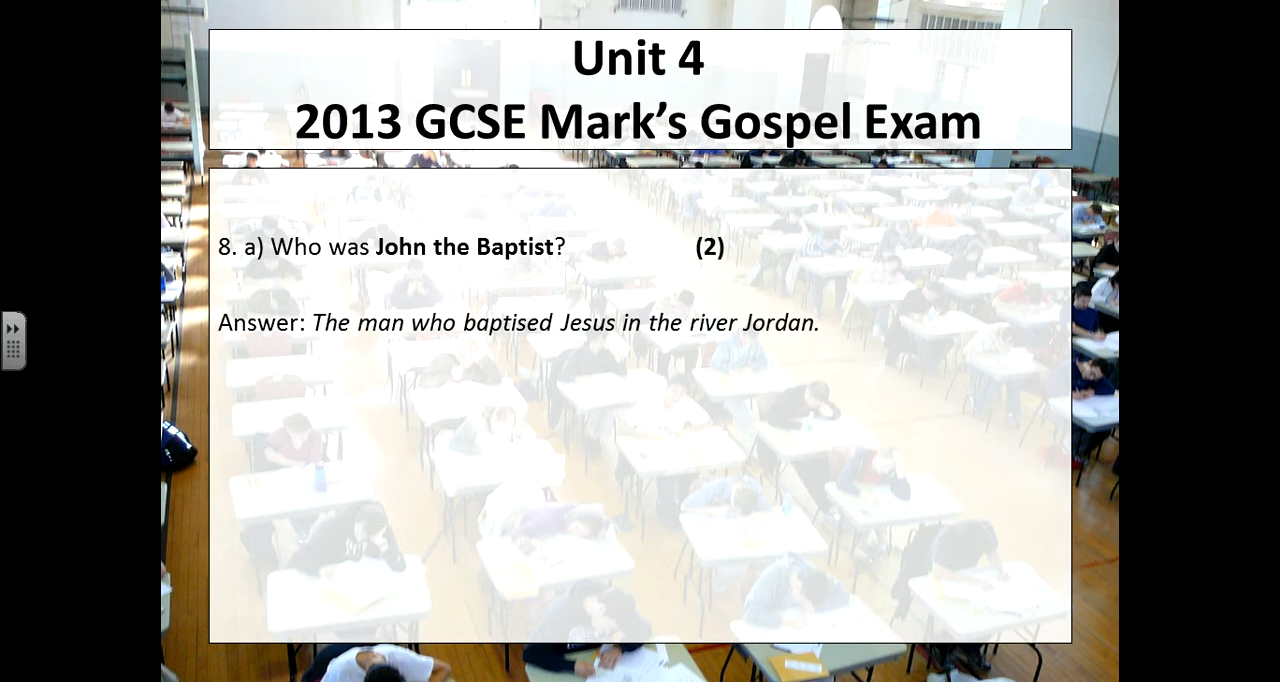 Unit 4
2013 GCSE Mark’s Gospel Exam
8. a) Who was John the Baptist? (2)
Answer: The man who baptised Jesus in the river Jordan.